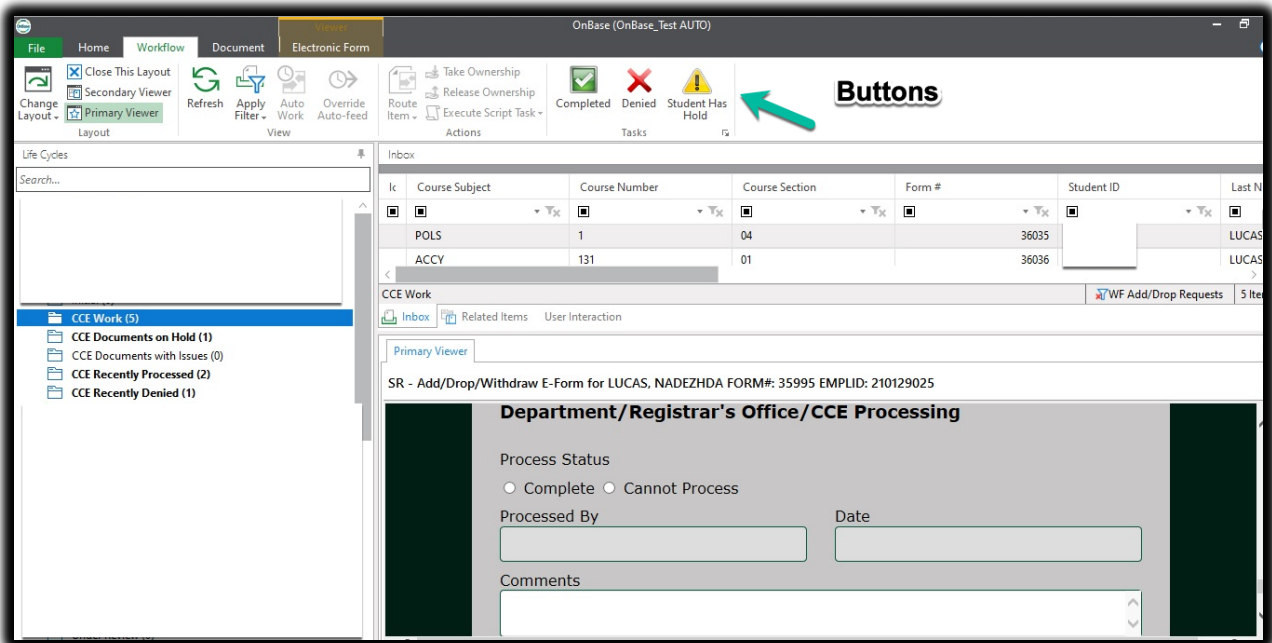 Viewer
OnBase (OnBase_Test AUTO)
File Home Workflow Document Electronic Form
Change Layout
Close This Layout
Secondary Viewer
Primary Viewer
Layout
Refresh
Apply Filter
Auto Work
Override Auto-feed
View
Route Item
Take Ownership
Release Ownership
Execute Script Task
Actions
Completed
Denied
Student Has Hold
Tasks
Buttons
Life Cycles
Search...
CCE Work (5)
CCE Documents on Hold (1)
CCE Documents with Issues (0)
CCE Recently Processed (2)
CCE Recently Denied (1)
Inbox
Course Subject Course Number Course Section Form # Student ID Last N
POLS 1 04 36035 LUCAS
ACCY 131 01 36036 LUCAS
CCE Work WF Add/Drop Requests 5 Ite
Inbox Related Items User Interaction
Primary Viewer
SR - Add/Drop/Withdraw E-Form for LUCAS, NADEZHDA FORM#: 35995 EMPLID: 210129025
Department/Registrar's Office/CCE Processing
Process Status
Complete Cannot Process
Processed By Date
Comments